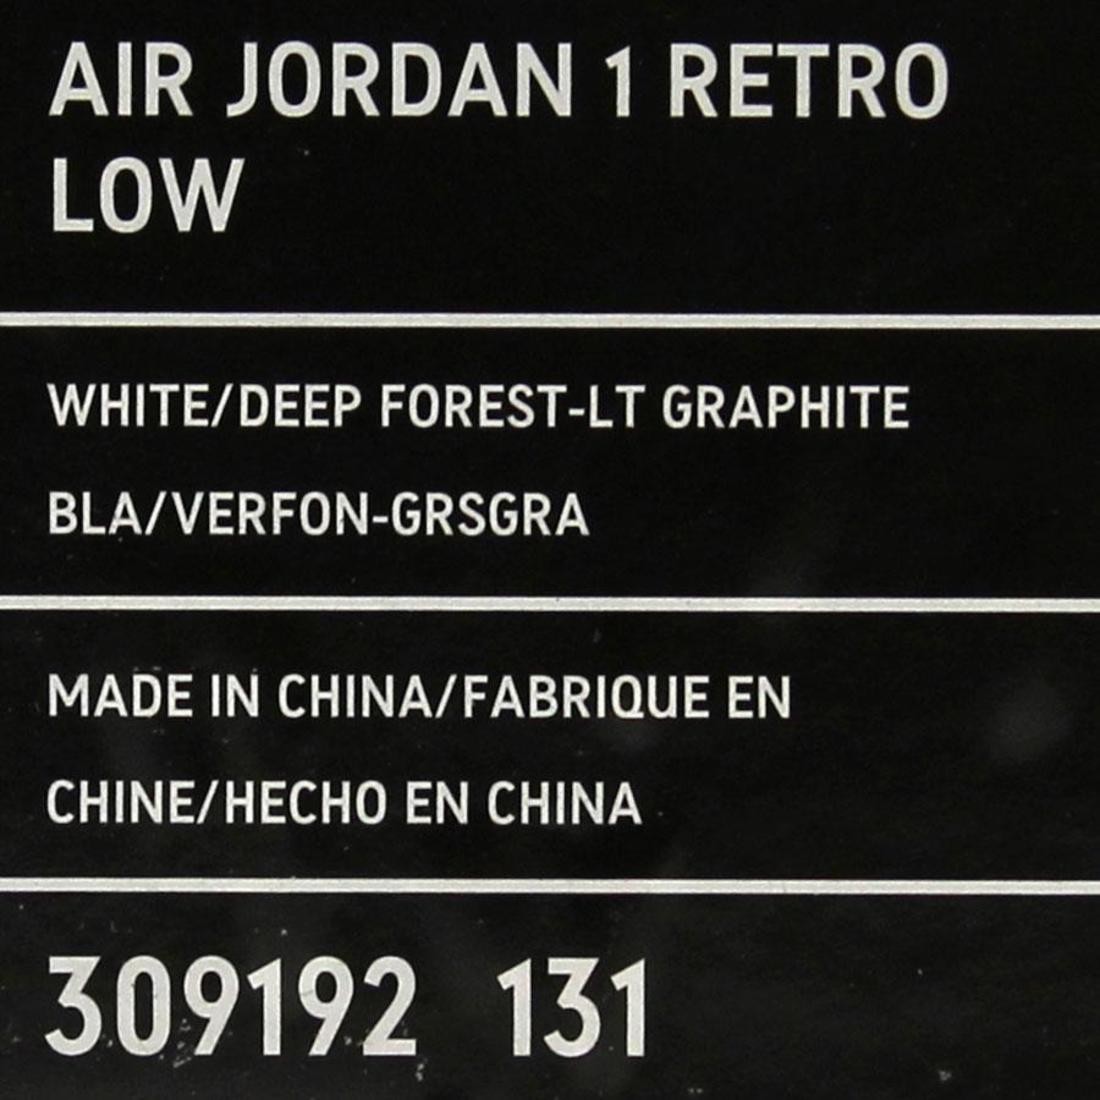 AIR JORDAN 1 RETRO
LOW
WHITE/DEEP FOREST-LT GRAPHITE
BLA/VERFON-GRSGRA
MADE IN CHINA/FABRIQUE EN
CHINE/HECHO EN CHINA
309192 131